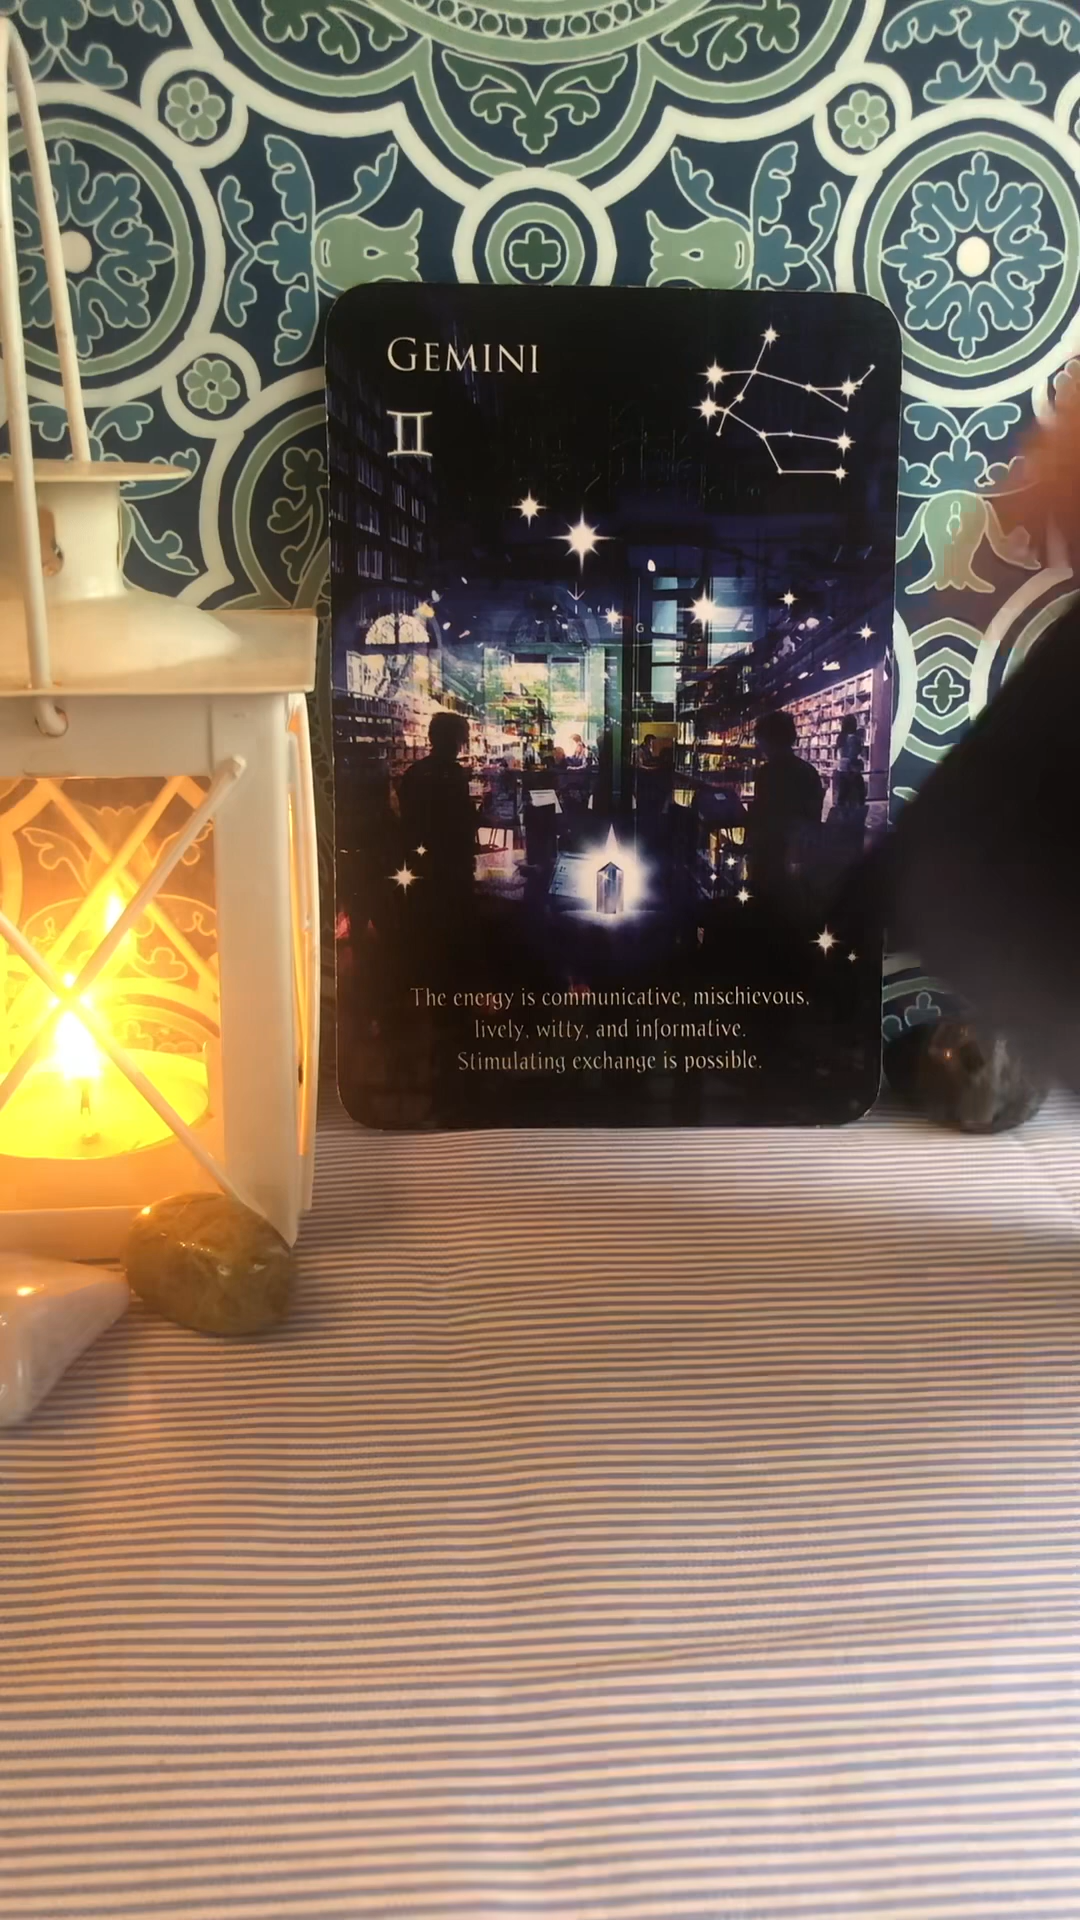 GEMINI
♊
The energy is communicative, mischievous,
lively, witty, and informative.
Stimulating exchange is possible.